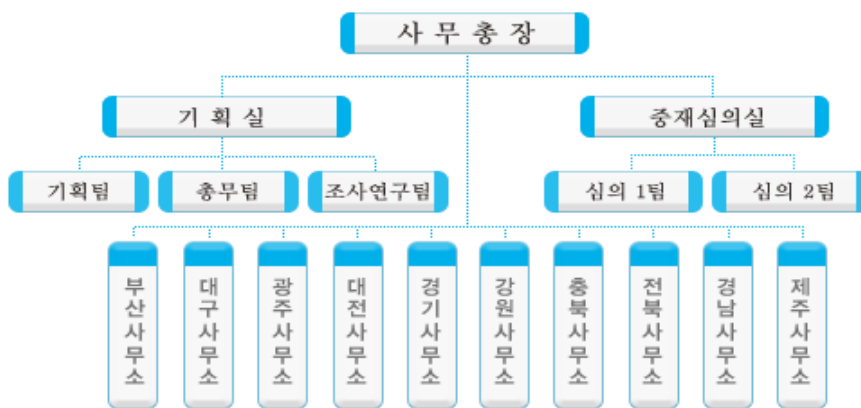 사무총장
기획실
중재심의실
기획팀
총무팀
조사연구팀
심의 1팀
심의 2팀
부산사무소
대구사무소
광주사무소
대전사무소
경기사무소
강원사무소
충북사무소
전북사무소
경남사무소
제주사무소